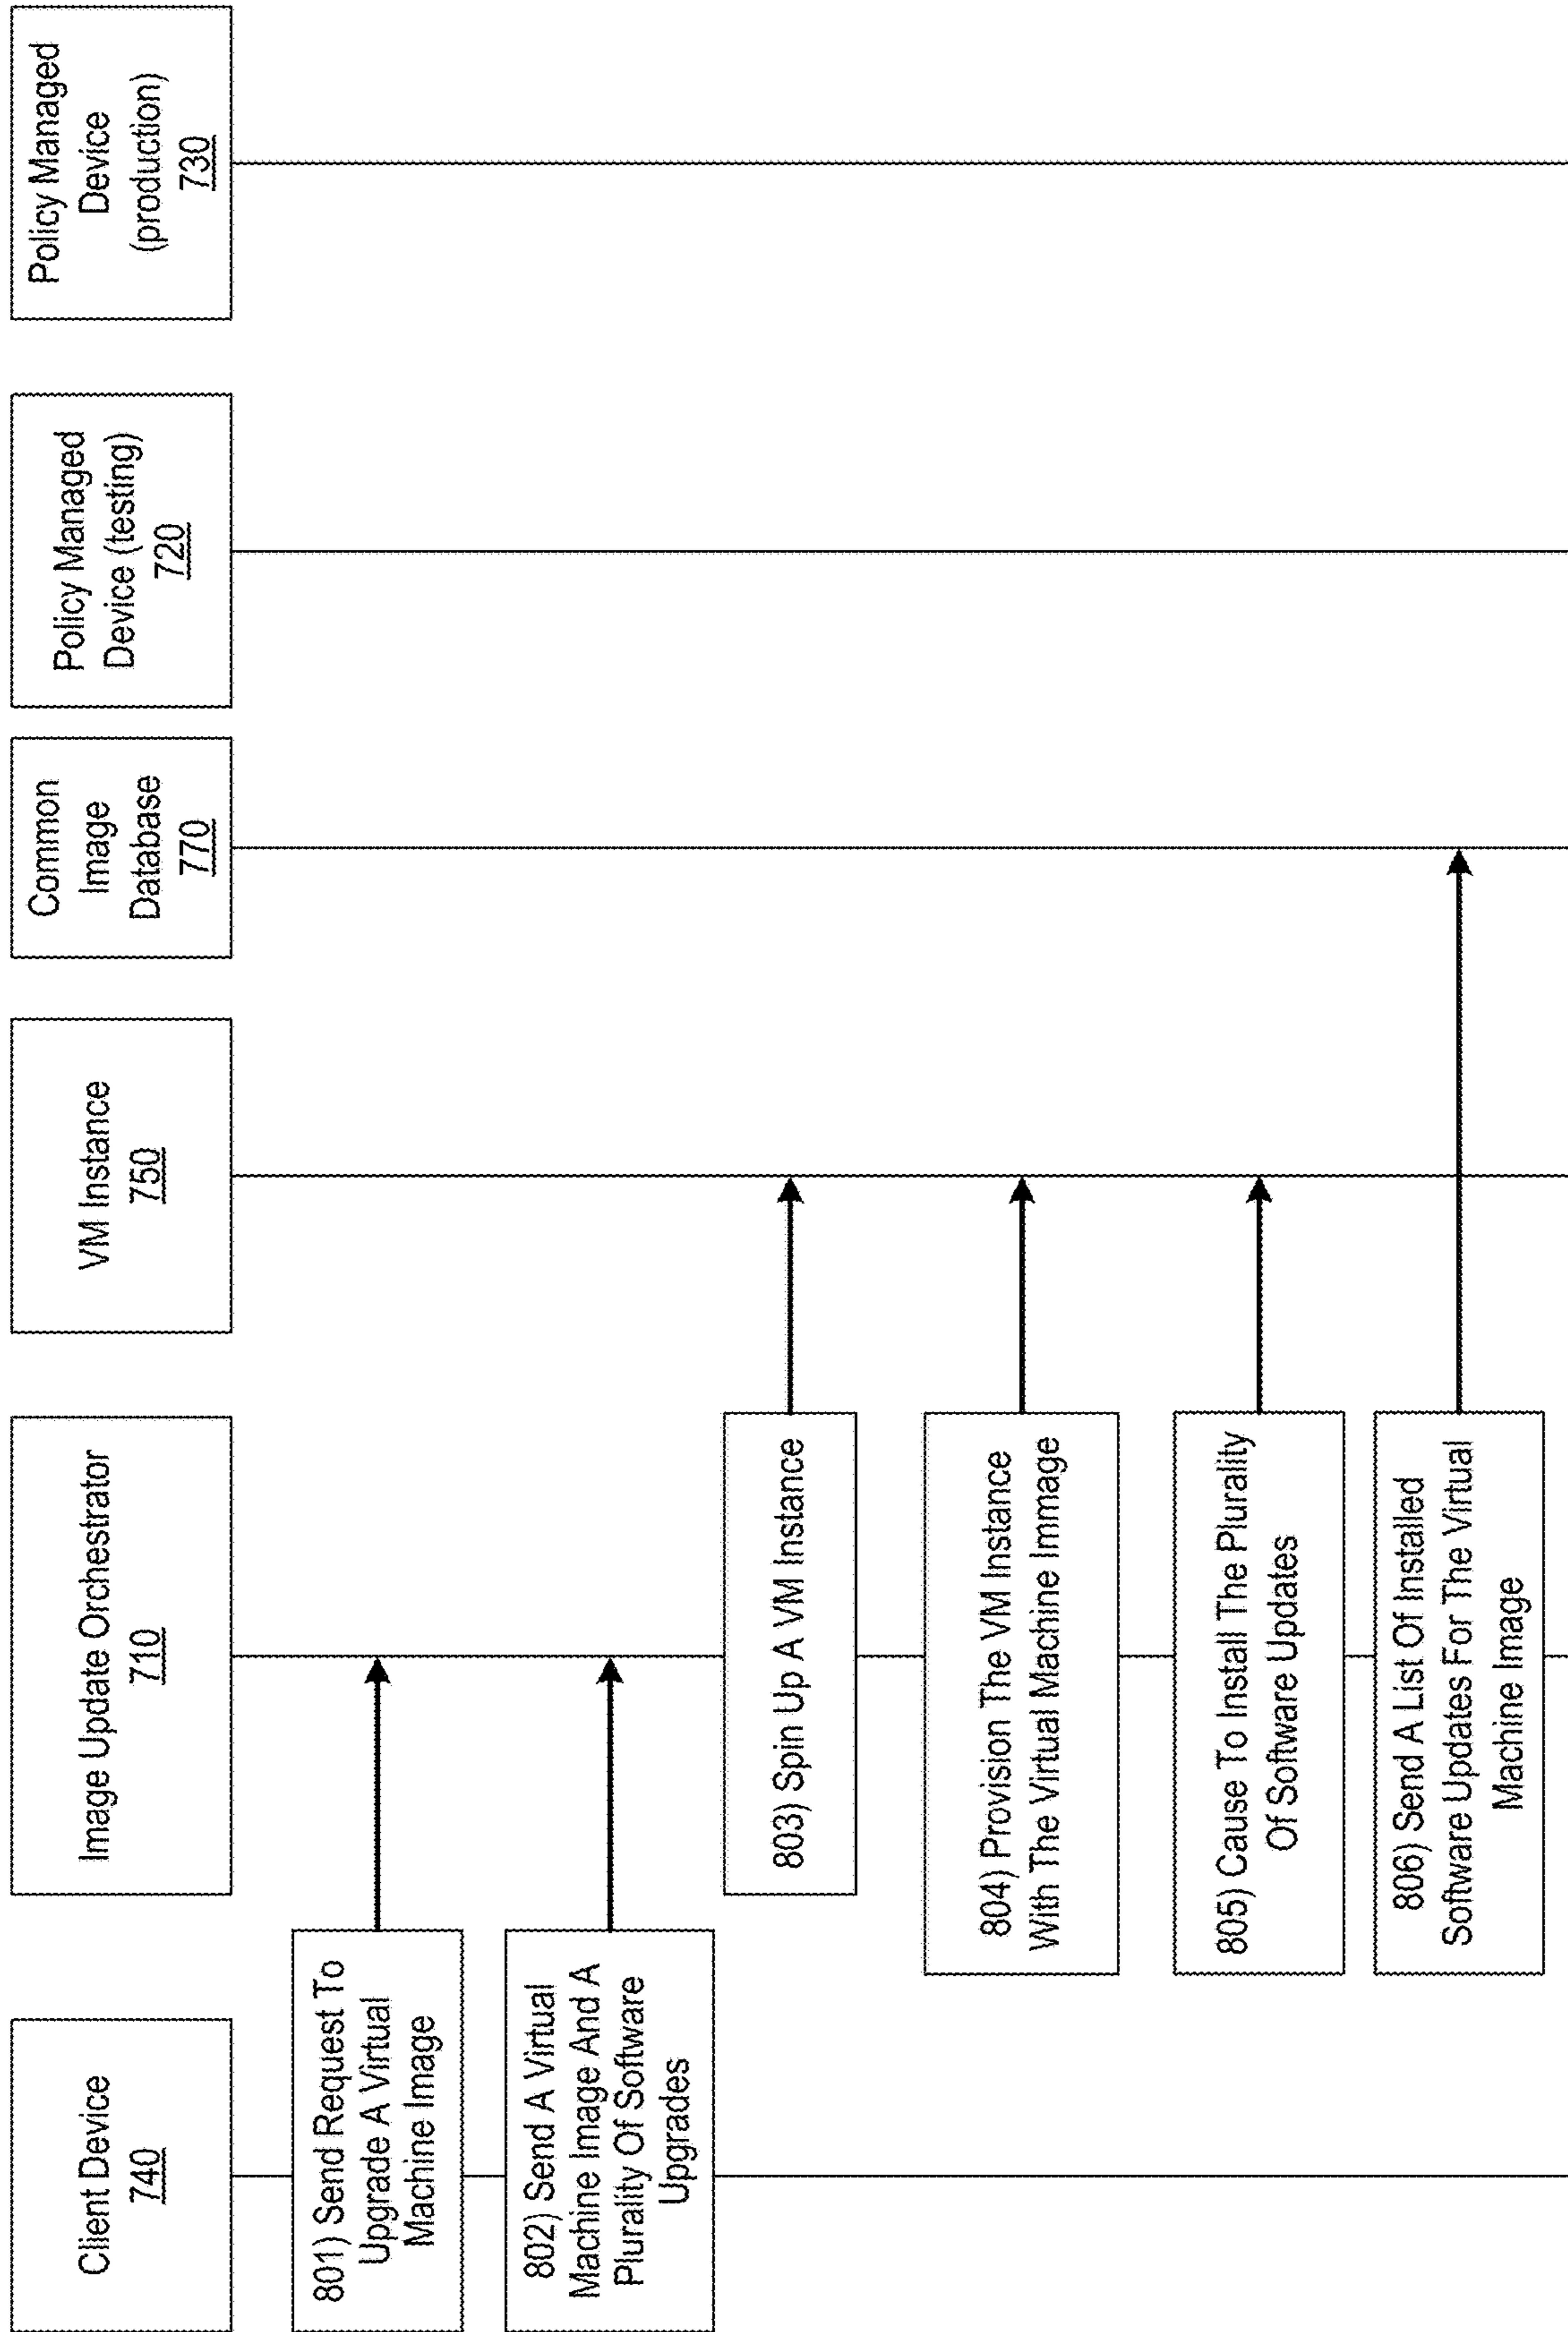 Client Device
740
Image Update Orchestrator
710
VM Instance
750
Common
Image
Database
770
Policy Managed
Device (testing)
720
Policy Managed
Device
(production)
730
801) Send Request To
Upgrade A Virtual
Machine Image
802) Send A Virtual
Machine Image And A
Plurality Of Software
Upgrades
803) Spin Up A VM Instance
804) Provision The VM Instance
With The Virtual Machine Immage
805) Cause To Install The Plurality
Of Software Updates
806) Send A List Of Installed
Software Updates For The Virtual
Machine Image